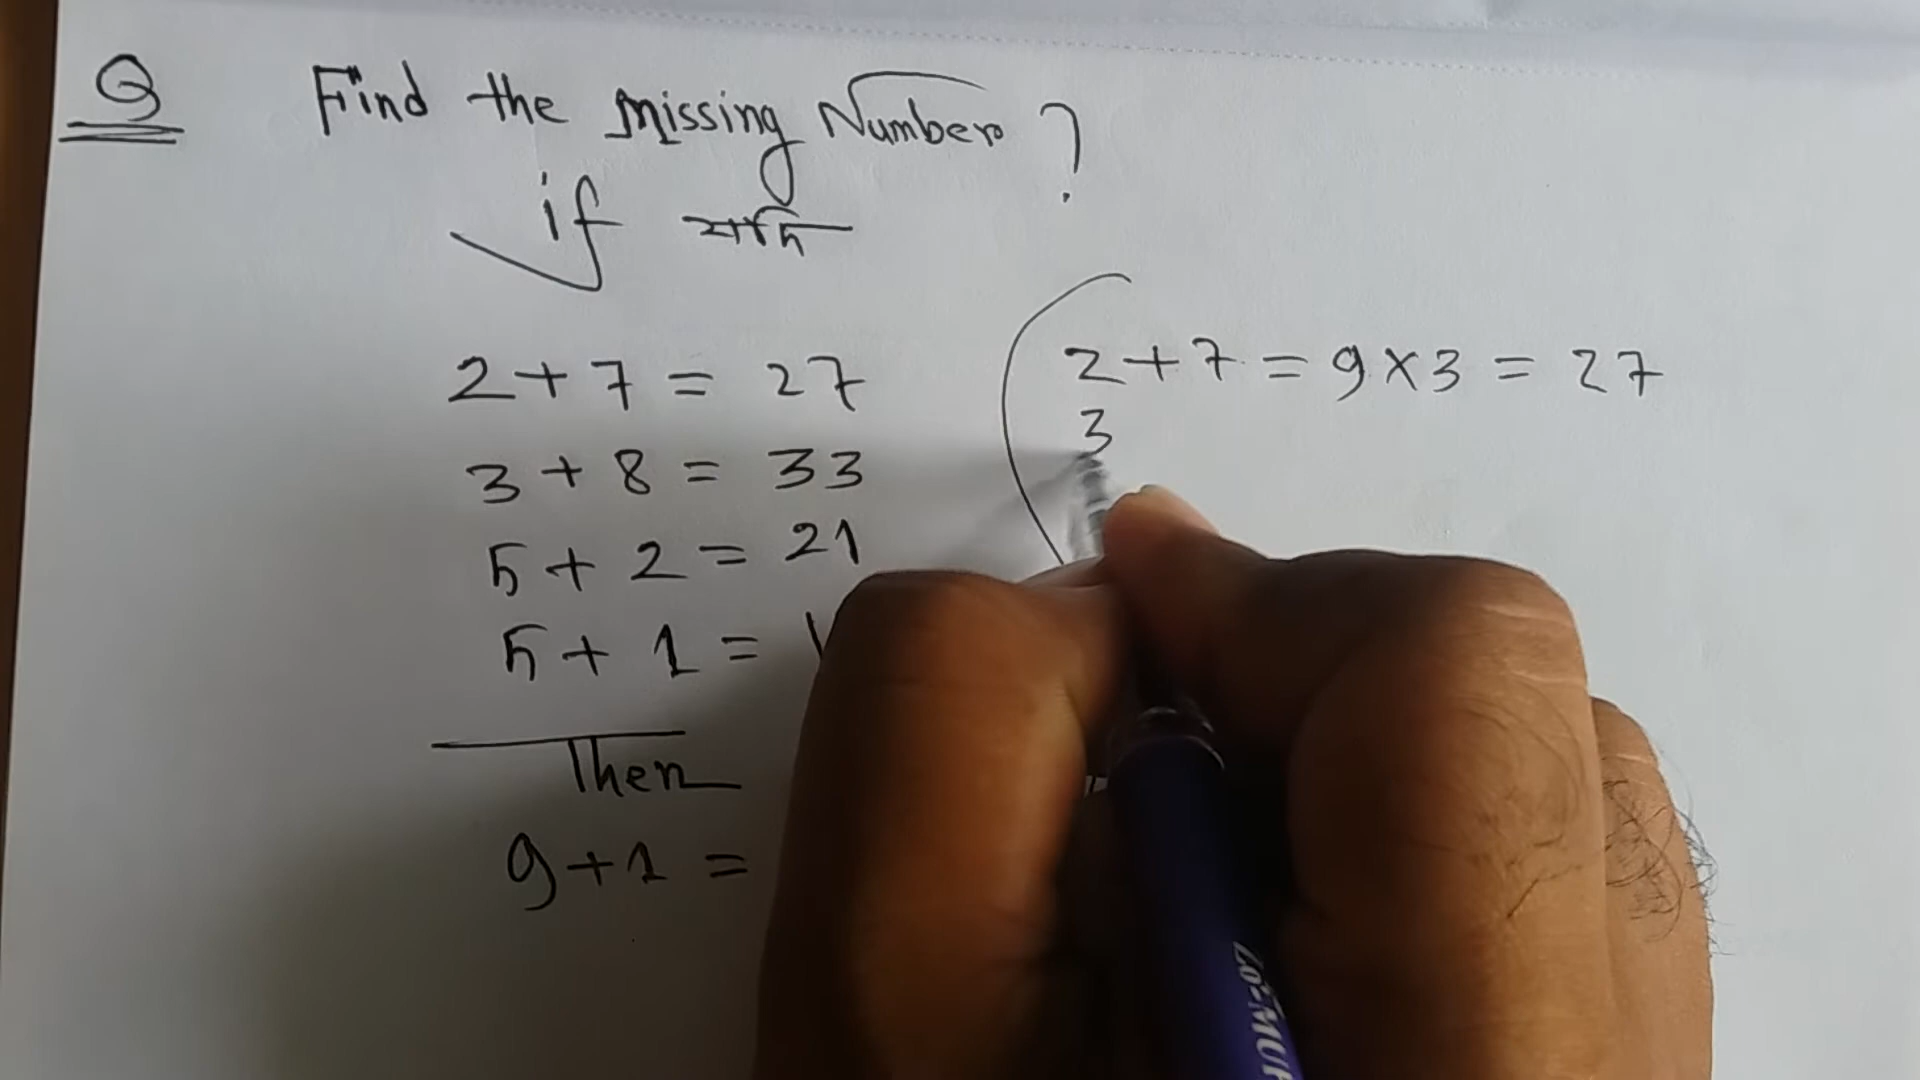 Q Find the Missing Number ?
if यदि
2 + 7 = 27
3 + 8 = 33
5 + 2 = 21
5 + 1 = 1
Then
9 + 1 =
2 + 7 = 9 × 3 = 27
3